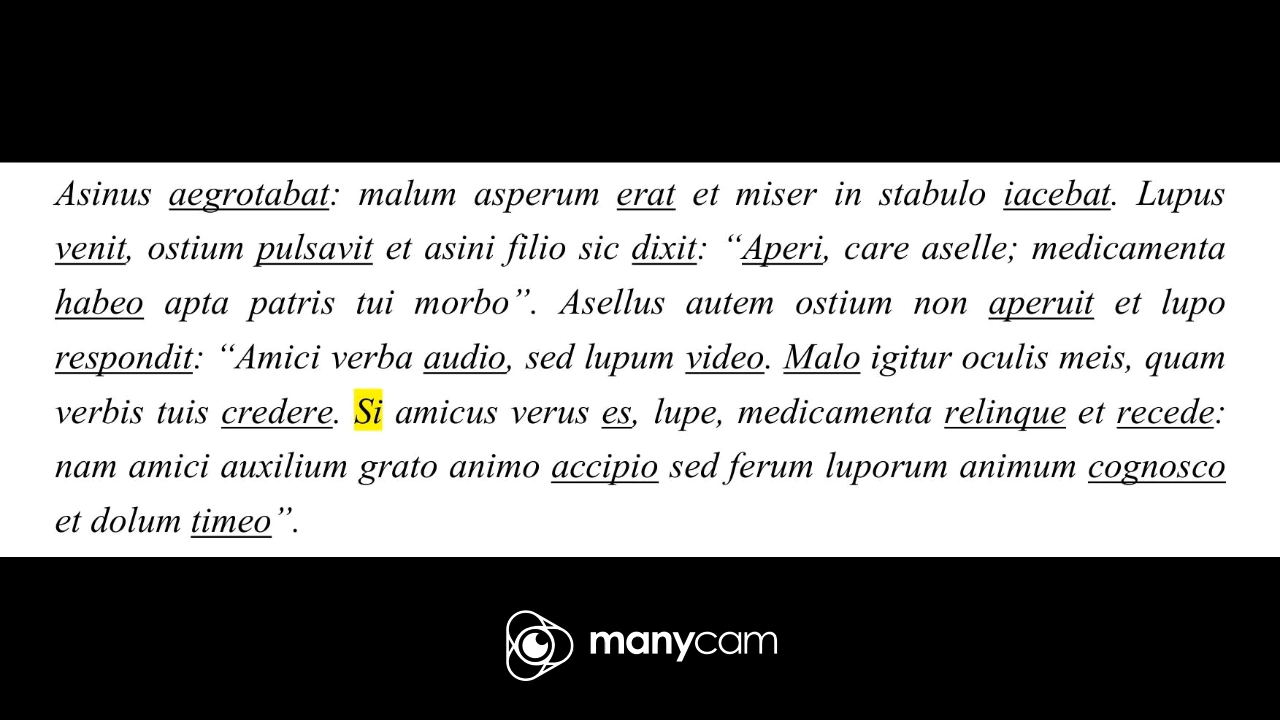 Asinus aegrotabat: malum asperum erat et miser in stabulo iacebat. Lupus
venit, ostium pulsavit et asini filio sic dixit: “Aperi, care aselle; medicamenta
habeo apta patris tui morbo”. Asellus autem ostium non aperuit et lupo
respondit: “Amici verba audio, sed lupum video. Malo igitur oculis meis, quam
verbis tuis credere. Si amicus verus es, lupe, medicamenta relinque et recede:
nam amici auxilium grato animo accipio sed ferum luporum animum cognosco
et dolum timeo”.
manycam